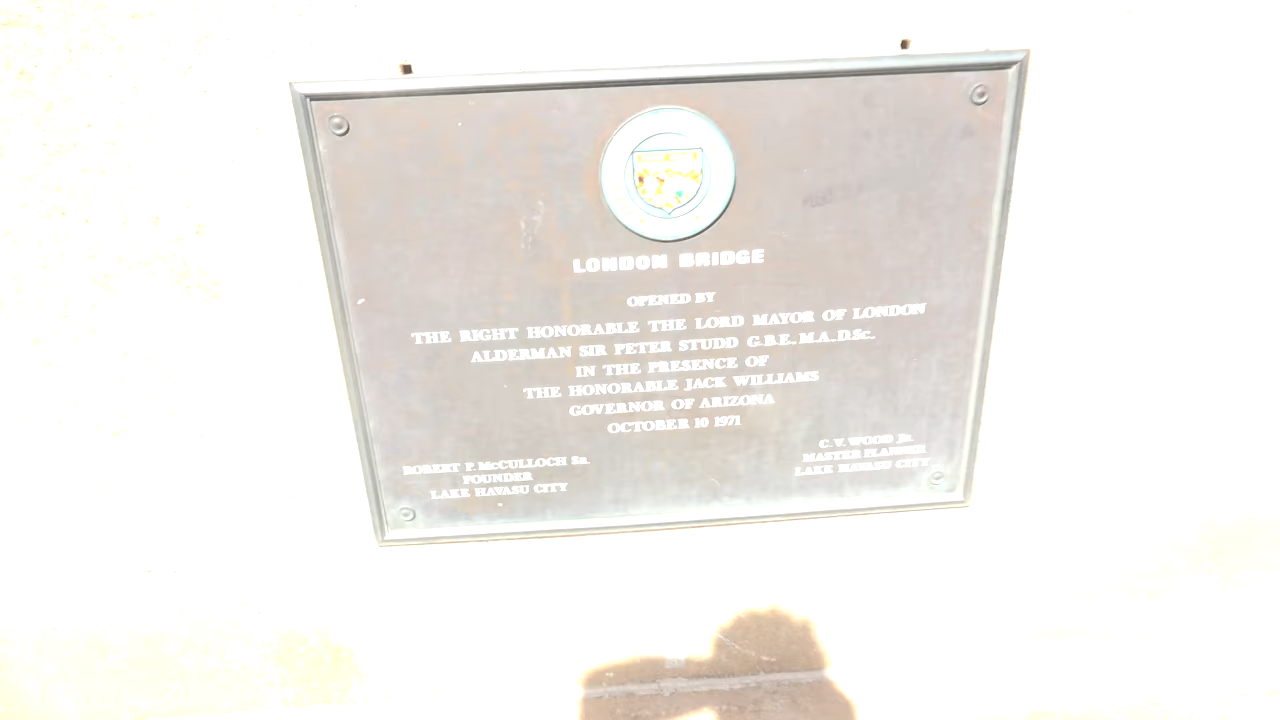 LONDON BRIDGE
OPENED BY
THE RIGHT HONORABLE THE LORD MAYOR OF LONDON
ALDERMAN SIR PETER STUDD G.B.E., M.A., D.Sc.,
IN THE PRESENCE OF
THE HONORABLE JACK WILLIAMS
GOVERNOR OF ARIZONA
OCTOBER 10 1971
ROBERT P. McCULLOCH Sr.
FOUNDER
LAKE HAVASU CITY
C. V. WOOD Jr.
MASTER PLANNER
LAKE HAVASU CITY